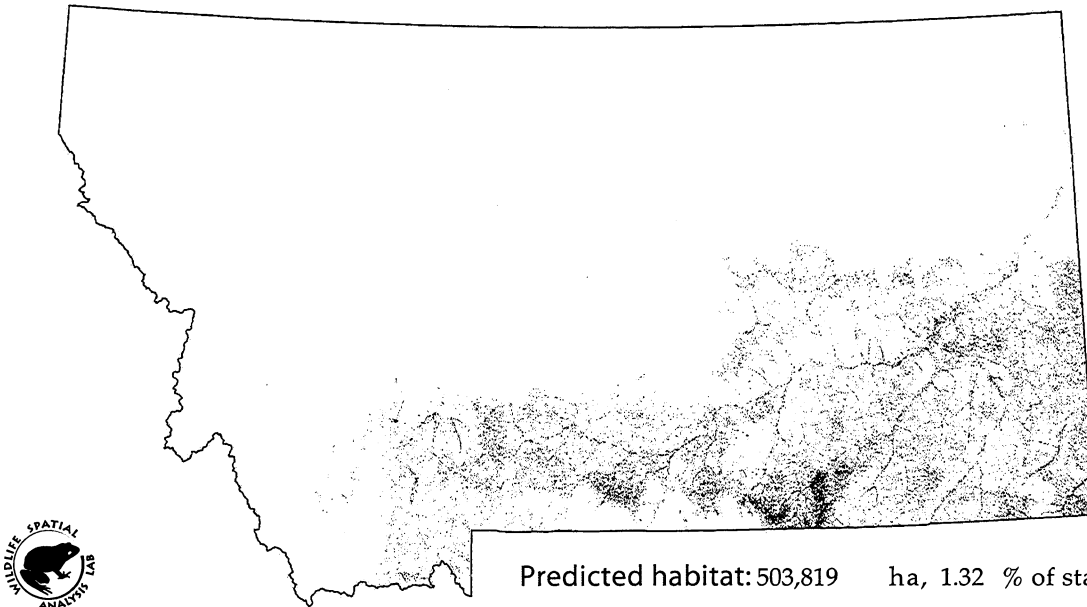 WILDLIFE SPATIAL ANALYSIS LAB
Predicted habitat: 503,819 ha, 1.32 % of sta